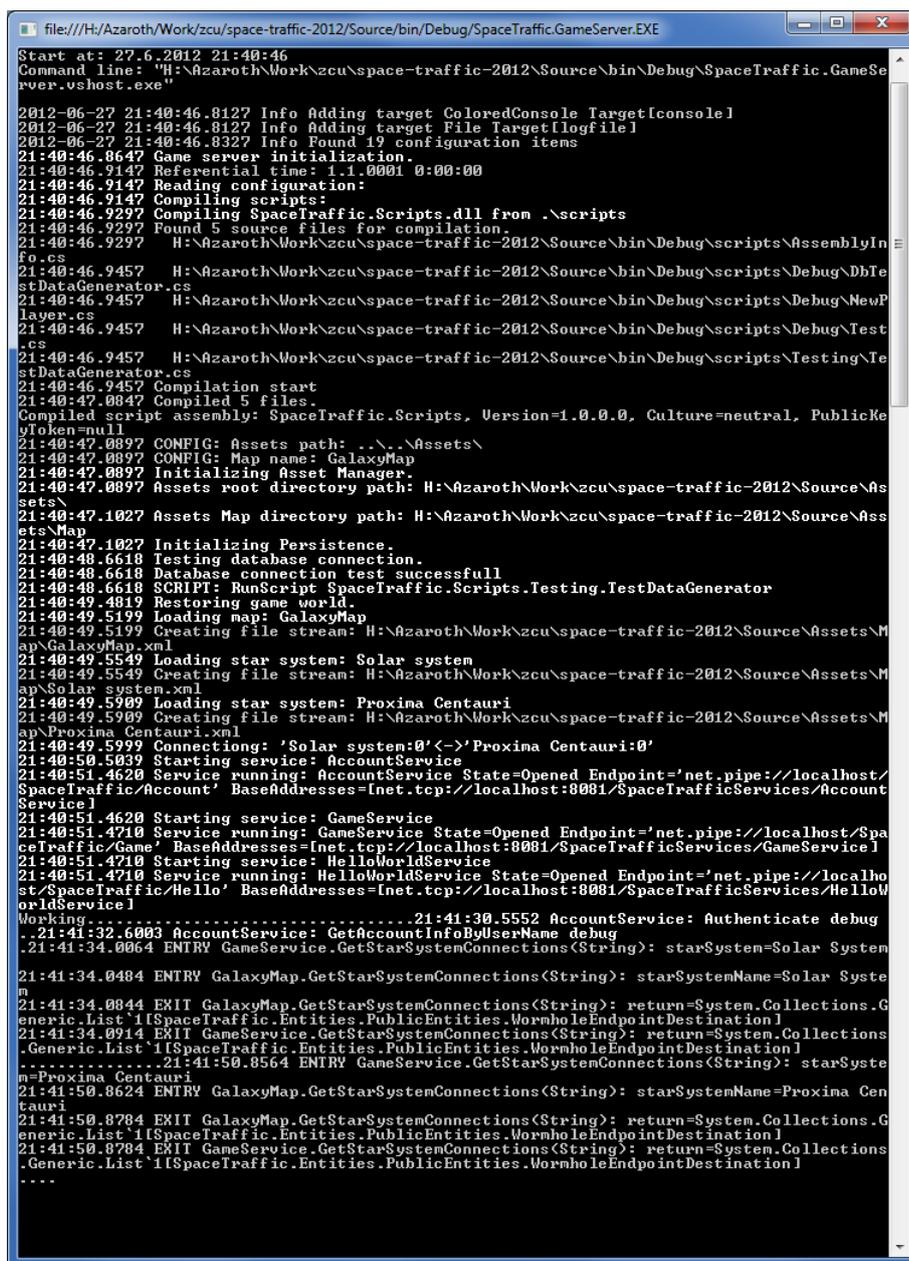 file:///H:/Azaroth/Work/zcu/space-traffic-2012/Source/bin/Debug/SpaceTraffic.GameServer.EXE
Start at: 27.6.2012 21:40:46
Command line: "H:\Azaroth\Work\zcu\space-traffic-2012\Source\bin\Debug\SpaceTraffic.GameSe
rver.vshost.exe"
2012-06-27 21:40:46.8127 Info Adding target ColoredConsole Target[console]
2012-06-27 21:40:46.8127 Info Adding target File Target[logfile]
2012-06-27 21:40:46.8327 Info Found 19 configuration items
21:40:46.8647 Game server initialization.
21:40:46.9147 Referential time: 1.1.0001 0:00:00
21:40:46.9147 Reading configuration:
21:40:46.9147 Compiling scripts:
21:40:46.9297 Compiling SpaceTraffic.Scripts.dll from .\scripts
21:40:46.9297 Found 5 source files for compilation.
21:40:46.9297   H:\Azaroth\Work\zcu\space-traffic-2012\Source\bin\Debug\scripts\AssemblyIn
fo.cs
21:40:46.9457   H:\Azaroth\Work\zcu\space-traffic-2012\Source\bin\Debug\scripts\Debug\DbTe
stDataGenerator.cs
21:40:46.9457   H:\Azaroth\Work\zcu\space-traffic-2012\Source\bin\Debug\scripts\Debug\NewP
layer.cs
21:40:46.9457   H:\Azaroth\Work\zcu\space-traffic-2012\Source\bin\Debug\scripts\Debug\Test
.cs
21:40:46.9457   H:\Azaroth\Work\zcu\space-traffic-2012\Source\bin\Debug\scripts\Testing\Te
stDataGenerator.cs
21:40:46.9457 Compilation start
21:40:47.0847 Compiled 5 files.
Compiled script assembly: SpaceTraffic.Scripts, Version=1.0.0.0, Culture=neutral, PublicKe
yToken=null
21:40:47.0897 CONFIG: Assets path: ..\..\Assets\
21:40:47.0897 CONFIG: Map name: GalaxyMap
21:40:47.0897 Initializing Asset Manager.
21:40:47.0897 Assets root directory path: H:\Azaroth\Work\zcu\space-traffic-2012\Source\As
sets\
21:40:47.1027 Assets Map directory path: H:\Azaroth\Work\zcu\space-traffic-2012\Source\Ass
ets\Map
21:40:47.1027 Initializing Persistence.
21:40:48.6618 Testing database connection.
21:40:48.6618 Database connection test successfull
21:40:48.6618 SCRIPT: RunScript SpaceTraffic.Scripts.Testing.TestDataGenerator
21:40:49.4819 Restoring game world.
21:40:49.5199 Loading map: GalaxyMap
21:40:49.5199 Creating file stream: H:\Azaroth\Work\zcu\space-traffic-2012\Source\Assets\M
ap\GalaxyMap.xml
21:40:49.5549 Loading star system: Solar system
21:40:49.5549 Creating file stream: H:\Azaroth\Work\zcu\space-traffic-2012\Source\Assets\M
ap\Solar system.xml
21:40:49.5909 Loading star system: Proxima Centauri
21:40:49.5909 Creating file stream: H:\Azaroth\Work\zcu\space-traffic-2012\Source\Assets\M
ap\Proxima Centauri.xml
21:40:49.5999 Connectiong: 'Solar system:0'<->'Proxima Centauri:0'
21:40:50.5039 Starting service: AccountService
21:40:51.4620 Service running: AccountService State=Opened Endpoint='net.pipe://localhost/
SpaceTraffic/Account' BaseAddresses=[net.tcp://localhost:8081/SpaceTrafficServices/Account
Service]
21:40:51.4620 Starting service: GameService
21:40:51.4710 Service running: GameService State=Opened Endpoint='net.pipe://localhost/Spa
ceTraffic/Game' BaseAddresses=[net.tcp://localhost:8081/SpaceTrafficServices/GameService]
21:40:51.4710 Starting service: HelloWorldService
21:40:51.4710 Service running: HelloWorldService State=Opened Endpoint='net.pipe://localho
st/SpaceTraffic/Hello' BaseAddresses=[net.tcp://localhost:8081/SpaceTrafficServices/HelloW
orldService]
Working..................................21:41:30.5552 AccountService: Authenticate debug
..21:41:32.6003 AccountService: GetAccountInfoByUserName debug
.21:41:34.0064 ENTRY GameService.GetStarSystemConnections(String): starSystem=Solar System
21:41:34.0484 ENTRY GalaxyMap.GetStarSystemConnections(String): starSystemName=Solar Syste
m
21:41:34.0844 EXIT GalaxyMap.GetStarSystemConnections(String): return=System.Collections.G
eneric.List`1[SpaceTraffic.Entities.PublicEntities.WormholeEndpointDestination]
21:41:34.0914 EXIT GameService.GetStarSystemConnections(String): return=System.Collections
.Generic.List`1[SpaceTraffic.Entities.PublicEntities.WormholeEndpointDestination]
...............21:41:50.8564 ENTRY GameService.GetStarSystemConnections(String): starSyste
m=Proxima Centauri
21:41:50.8624 ENTRY GalaxyMap.GetStarSystemConnections(String): starSystemName=Proxima Cen
tauri
21:41:50.8784 EXIT GalaxyMap.GetStarSystemConnections(String): return=System.Collections.G
eneric.List`1[SpaceTraffic.Entities.PublicEntities.WormholeEndpointDestination]
21:41:50.8784 EXIT GameService.GetStarSystemConnections(String): return=System.Collections
.Generic.List`1[SpaceTraffic.Entities.PublicEntities.WormholeEndpointDestination]
....